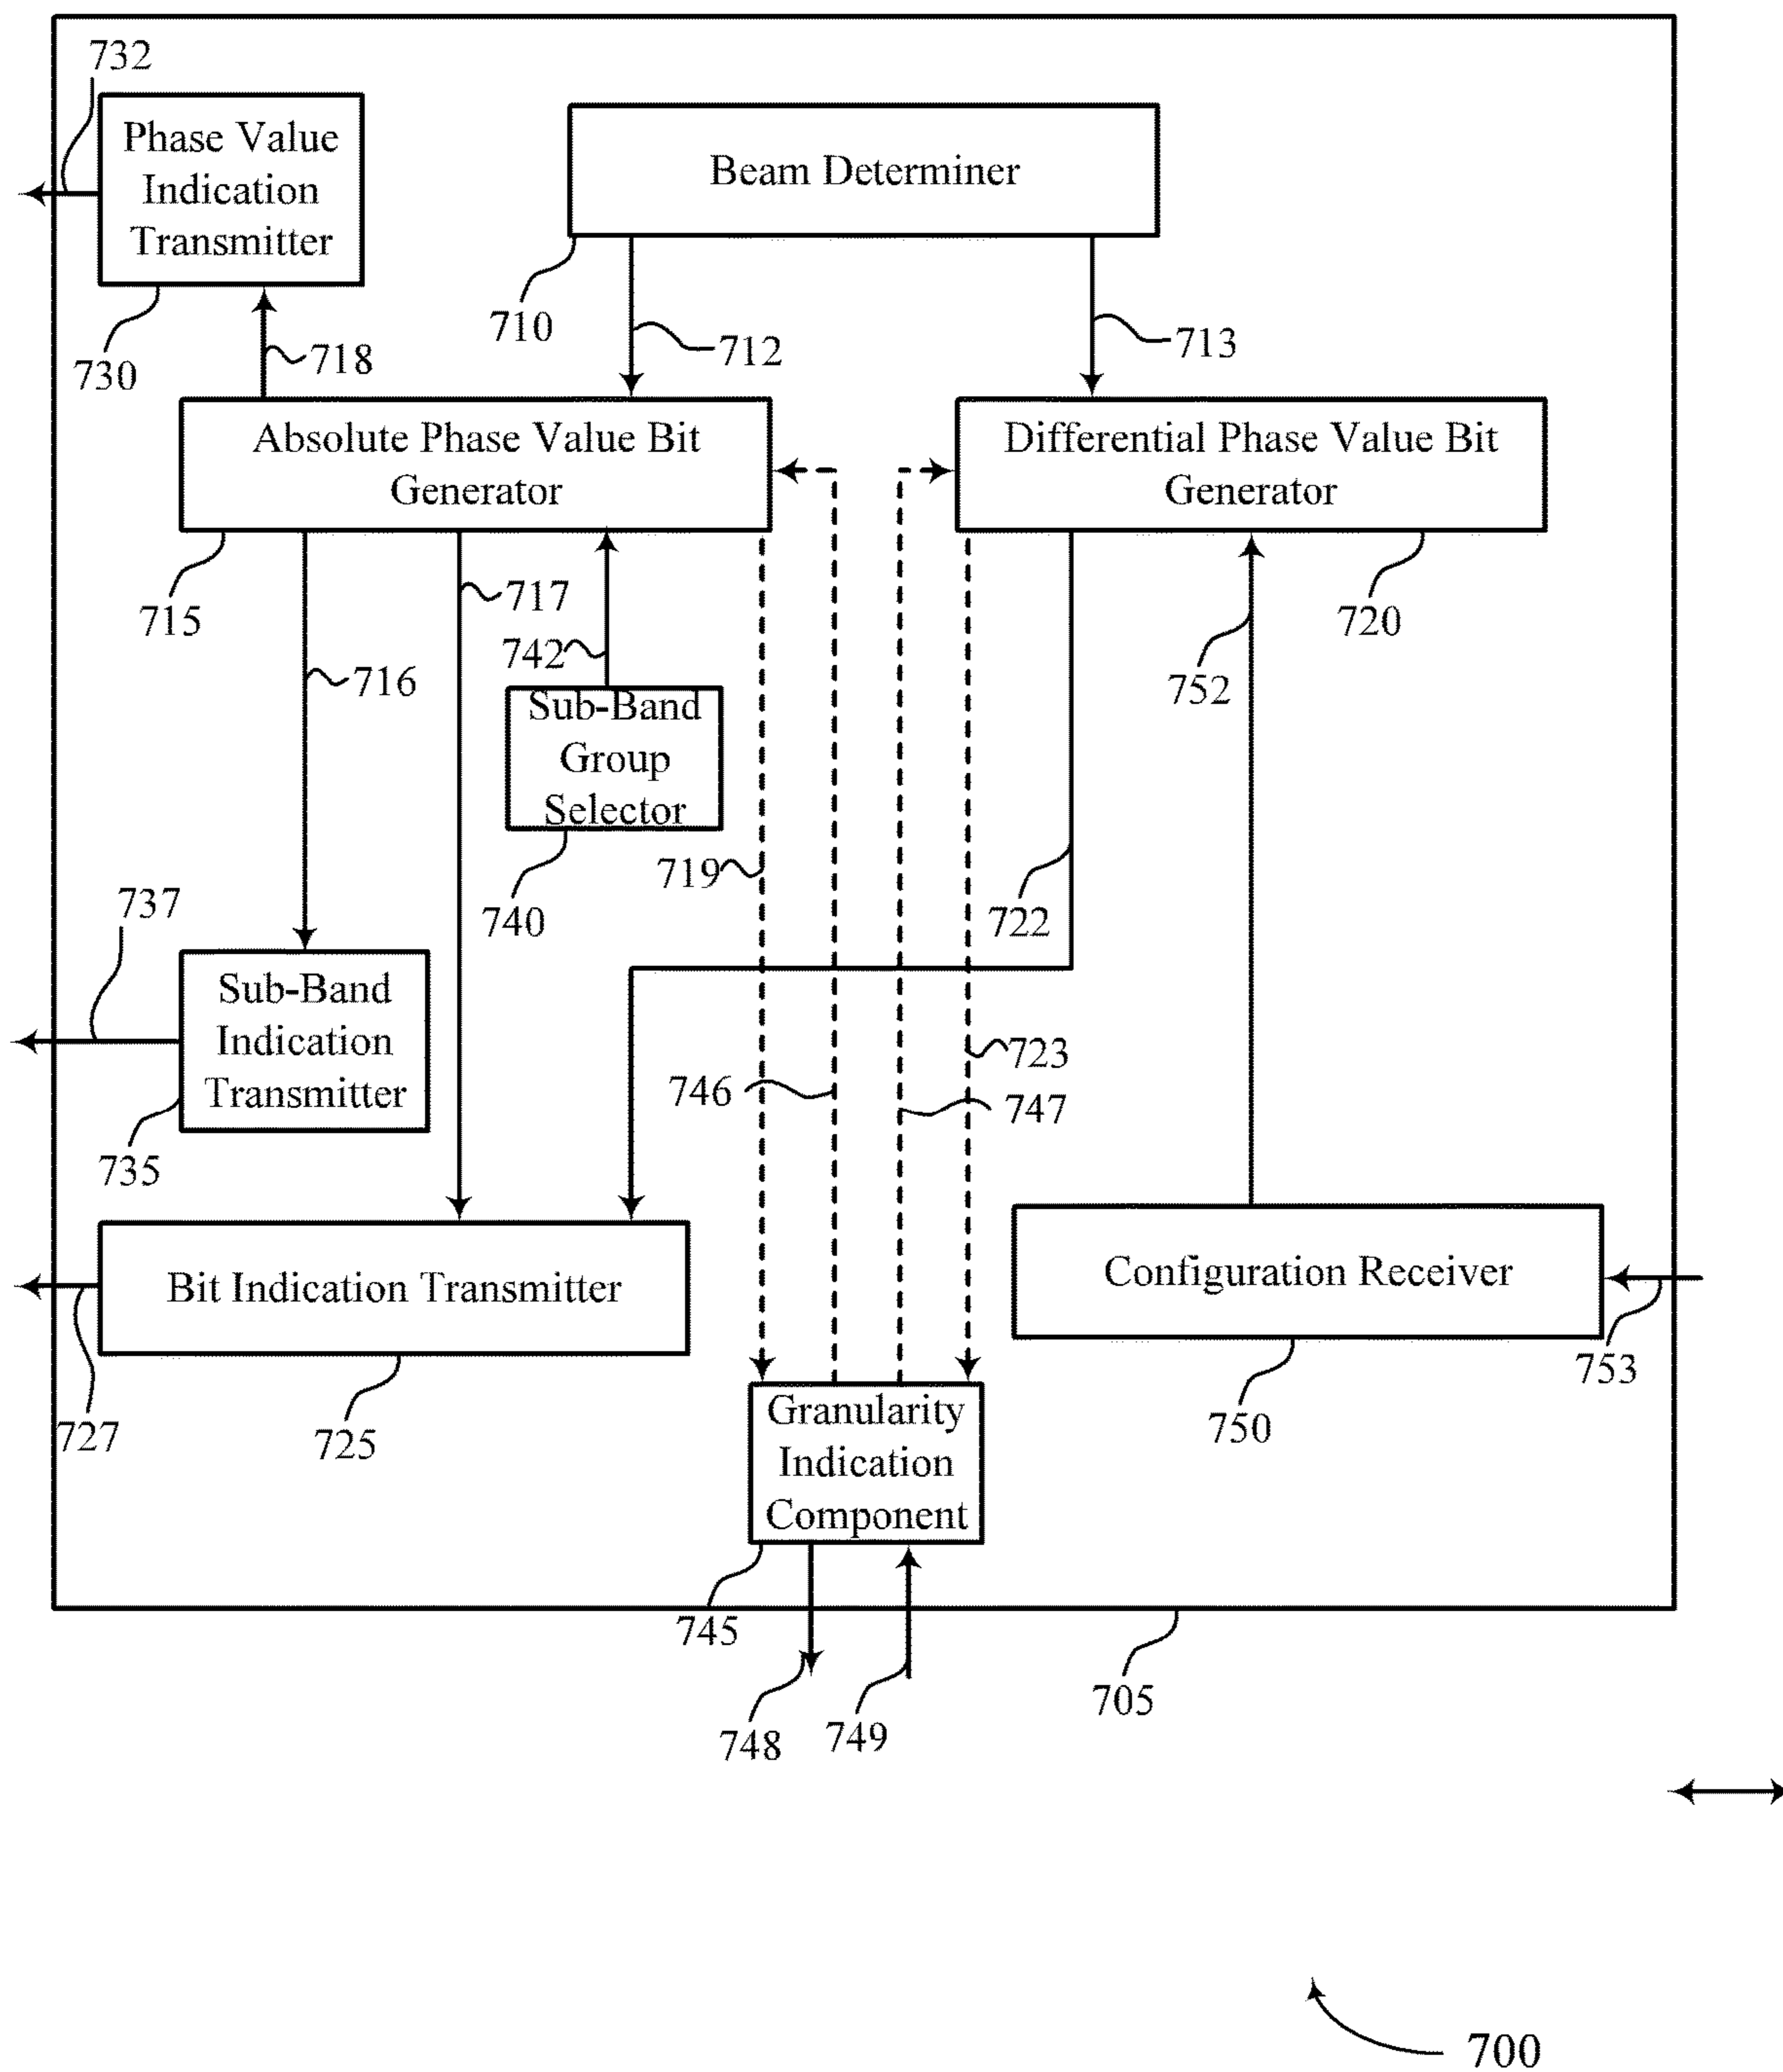 732
Phase Value
Indication
Transmitter
Beam Determiner
710
712
713
730
718
Absolute Phase Value Bit
Generator
Differential Phase Value Bit
Generator
715
717
720
742
716
752
Sub-Band
Group
Selector
719
737
740
722
Sub-Band
Indication
Transmitter
723
746
747
735
Bit Indication Transmitter
Configuration Receiver
753
727
725
750
Granularity
Indication
Component
745
705
748
749
700